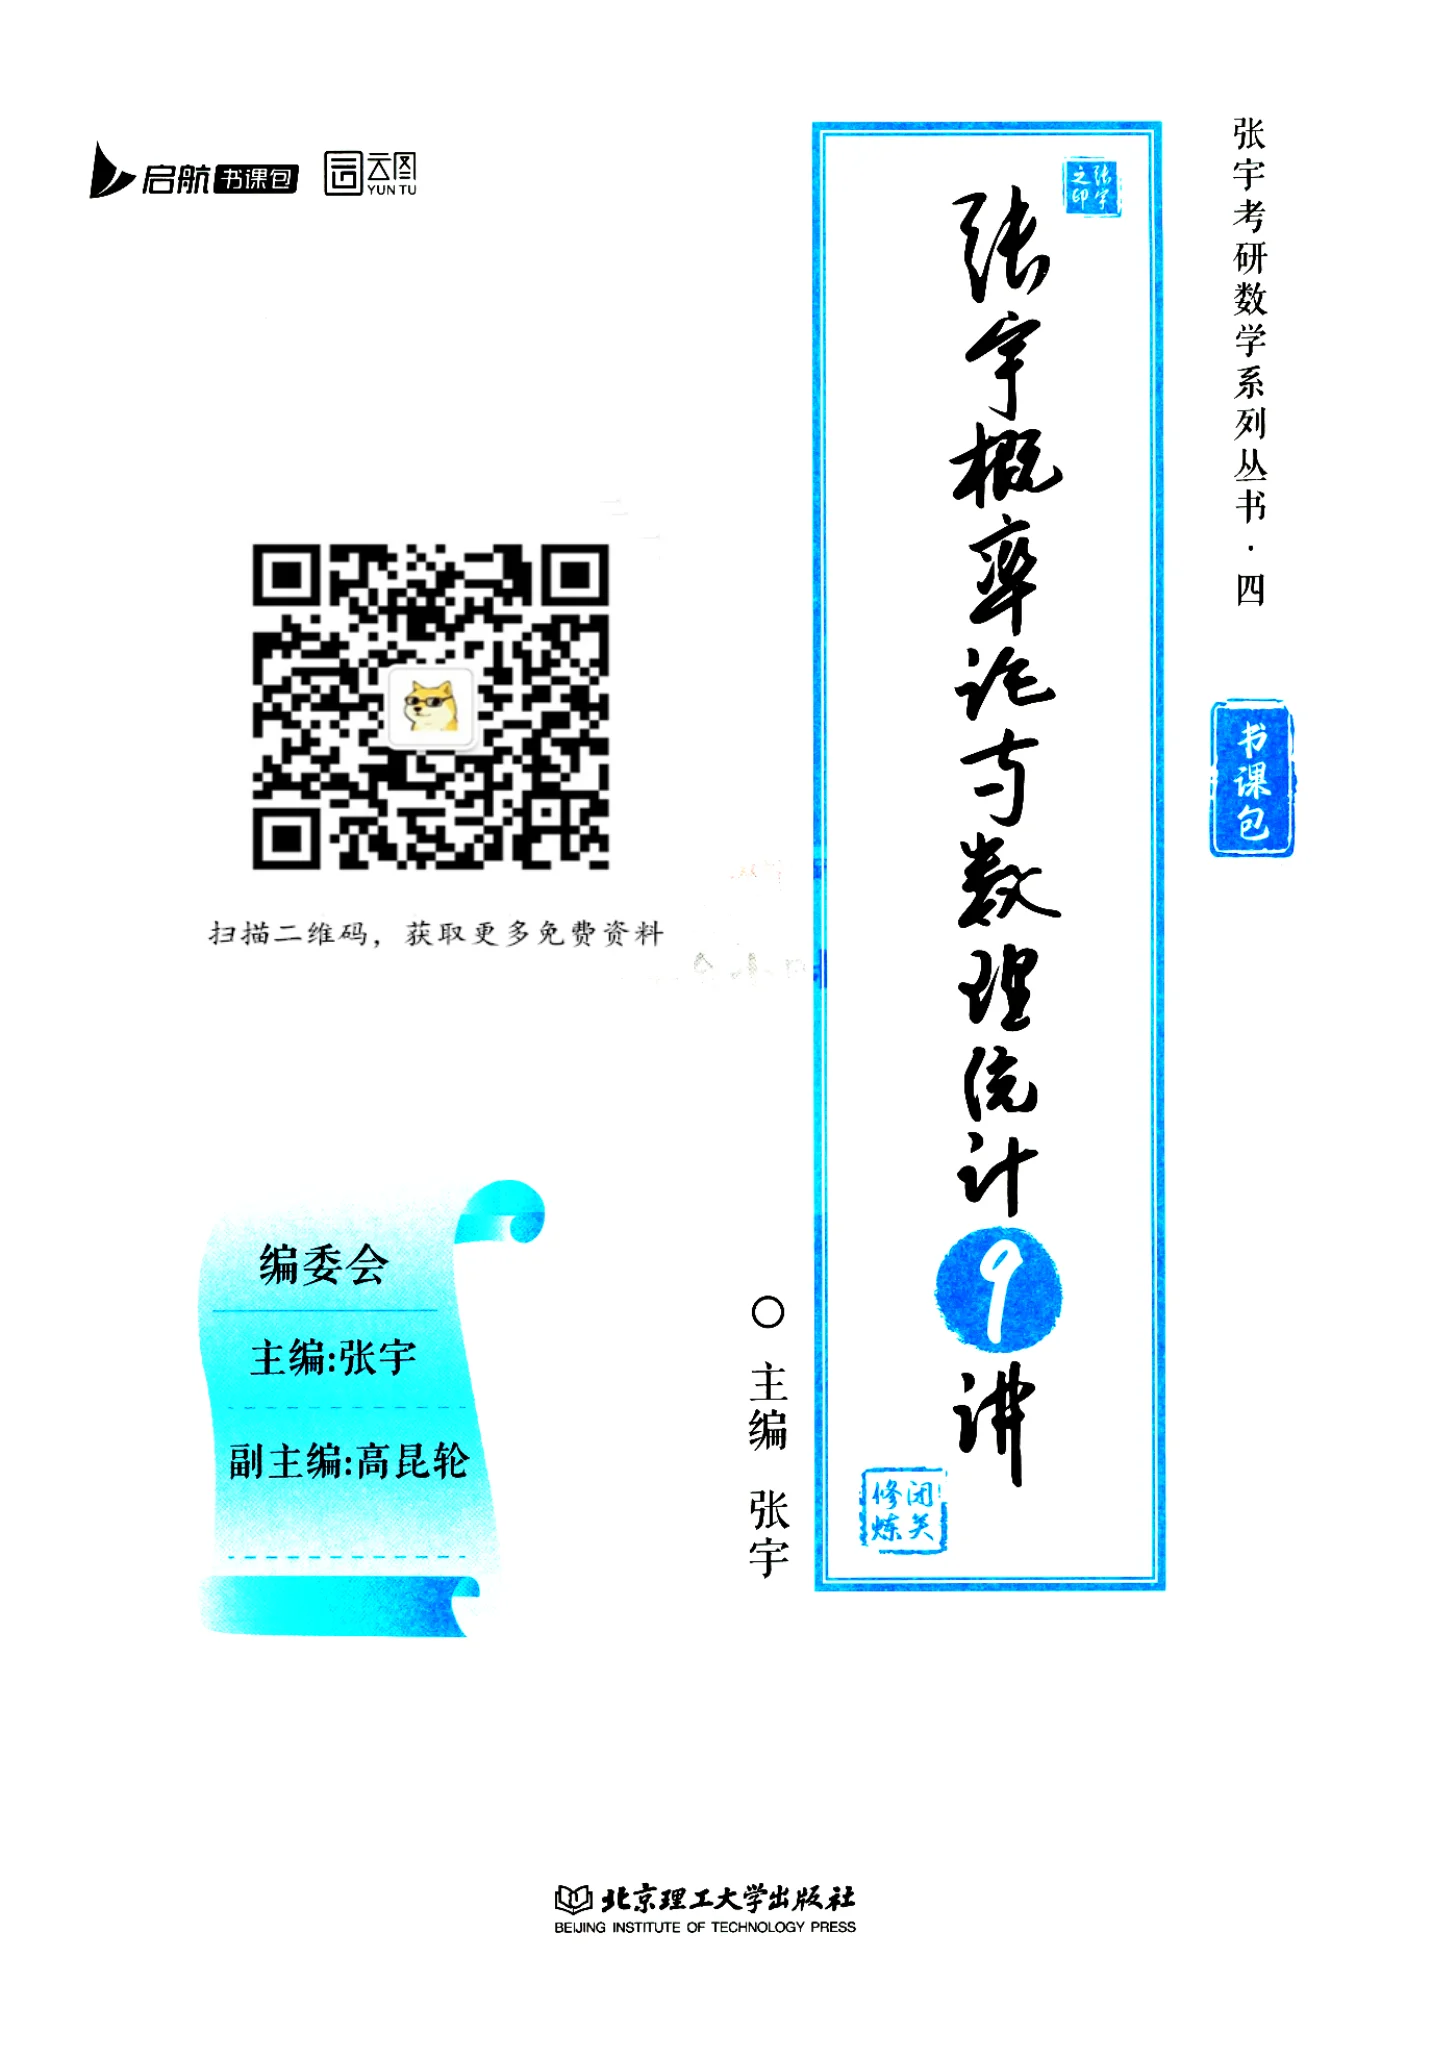 启航 书课包 云图
YUN TU
张宇考研数学系列丛书·四
书课包
张宇之印
张宇概率论与数理统计9讲
闭关修炼
主编 张宇
扫描二维码，获取更多免费资料
编委会
主编:张宇
副主编:高昆轮
北京理工大学出版社
BEIJING INSTITUTE OF TECHNOLOGY PRESS